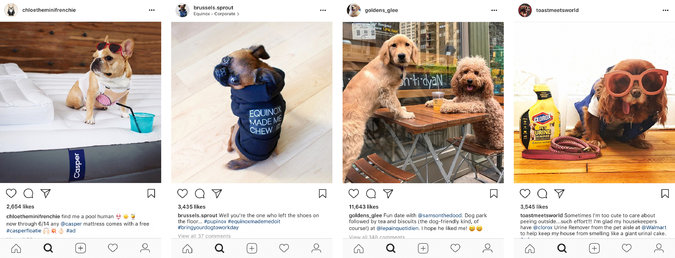 chloetheminifrenchie
Casper
2,654 likes
chloetheminifrenchie find me a pool human
now through 6/14 any @casper mattress comes with a free
#casperfloatie #ad
brussels.sprout
Equinox - Corporate >
EQUINOX
MADE ME
CHEW IT
3,435 likes
brussels.sprout Well you're the one who left the shoes on
the floor... #pupinox #equinoxmademedoit
#bringyourdogtoworkday
View all 37 comments
goldens_glee
11,643 likes
goldens_glee Fun date with @samsonthedood: Dog park
followed by tea and biscuits (the dog-friendly kind, of
course!) at @lepainquotidien. I hope he liked me!
View all 140 comments
toastmeetsworld
CLOROX
3,545 likes
toastmeetsworld Sometimes I'm too cute to care about
peeing outside...such effort!!! I'm glad my housekeepers
have @clorox Urine Remover from the pet aisle at @Walmart
to help keep my house from smelling like a giant urinal cake.